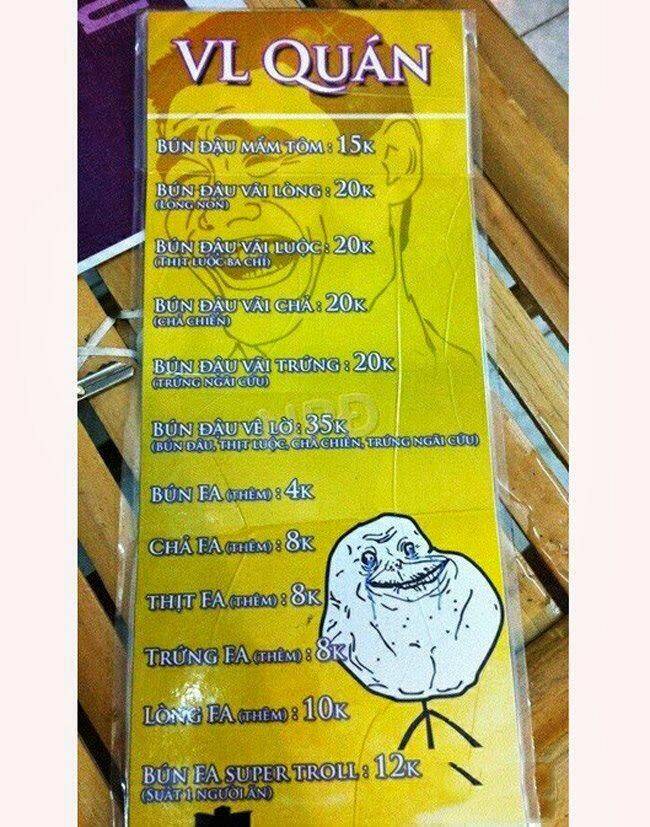 VL QUÁN
BÚN ĐẬU MẮM TÔM : 15K
BÚN ĐẬU VÃI LÒNG : 20K
(LÒNG NON)
BÚN ĐẬU VÃI LUỘC : 20K
(THỊT LUỘC BA CHỈ)
BÚN ĐẬU VÃI CHẢ : 20K
(CHẢ CHIÊN)
BÚN ĐẬU VÃI TRỨNG : 20K
(TRỨNG NGẢI CỨU)
BÚN ĐẬU VÊ LỜ : 35K
(BÚN ĐẬU, THỊT LUỘC, CHẢ CHIÊN, TRỨNG NGẢI CỨU)
BÚN FA (THÊM) : 4K
CHẢ FA (THÊM) : 8K
THỊT FA (THÊM) : 8K
TRỨNG FA (THÊM) : 8K
LÒNG FA (THÊM) : 10K
BÚN FA SUPER TROLL : 12K
(SUẤT 1 NGƯỜI ĂN)